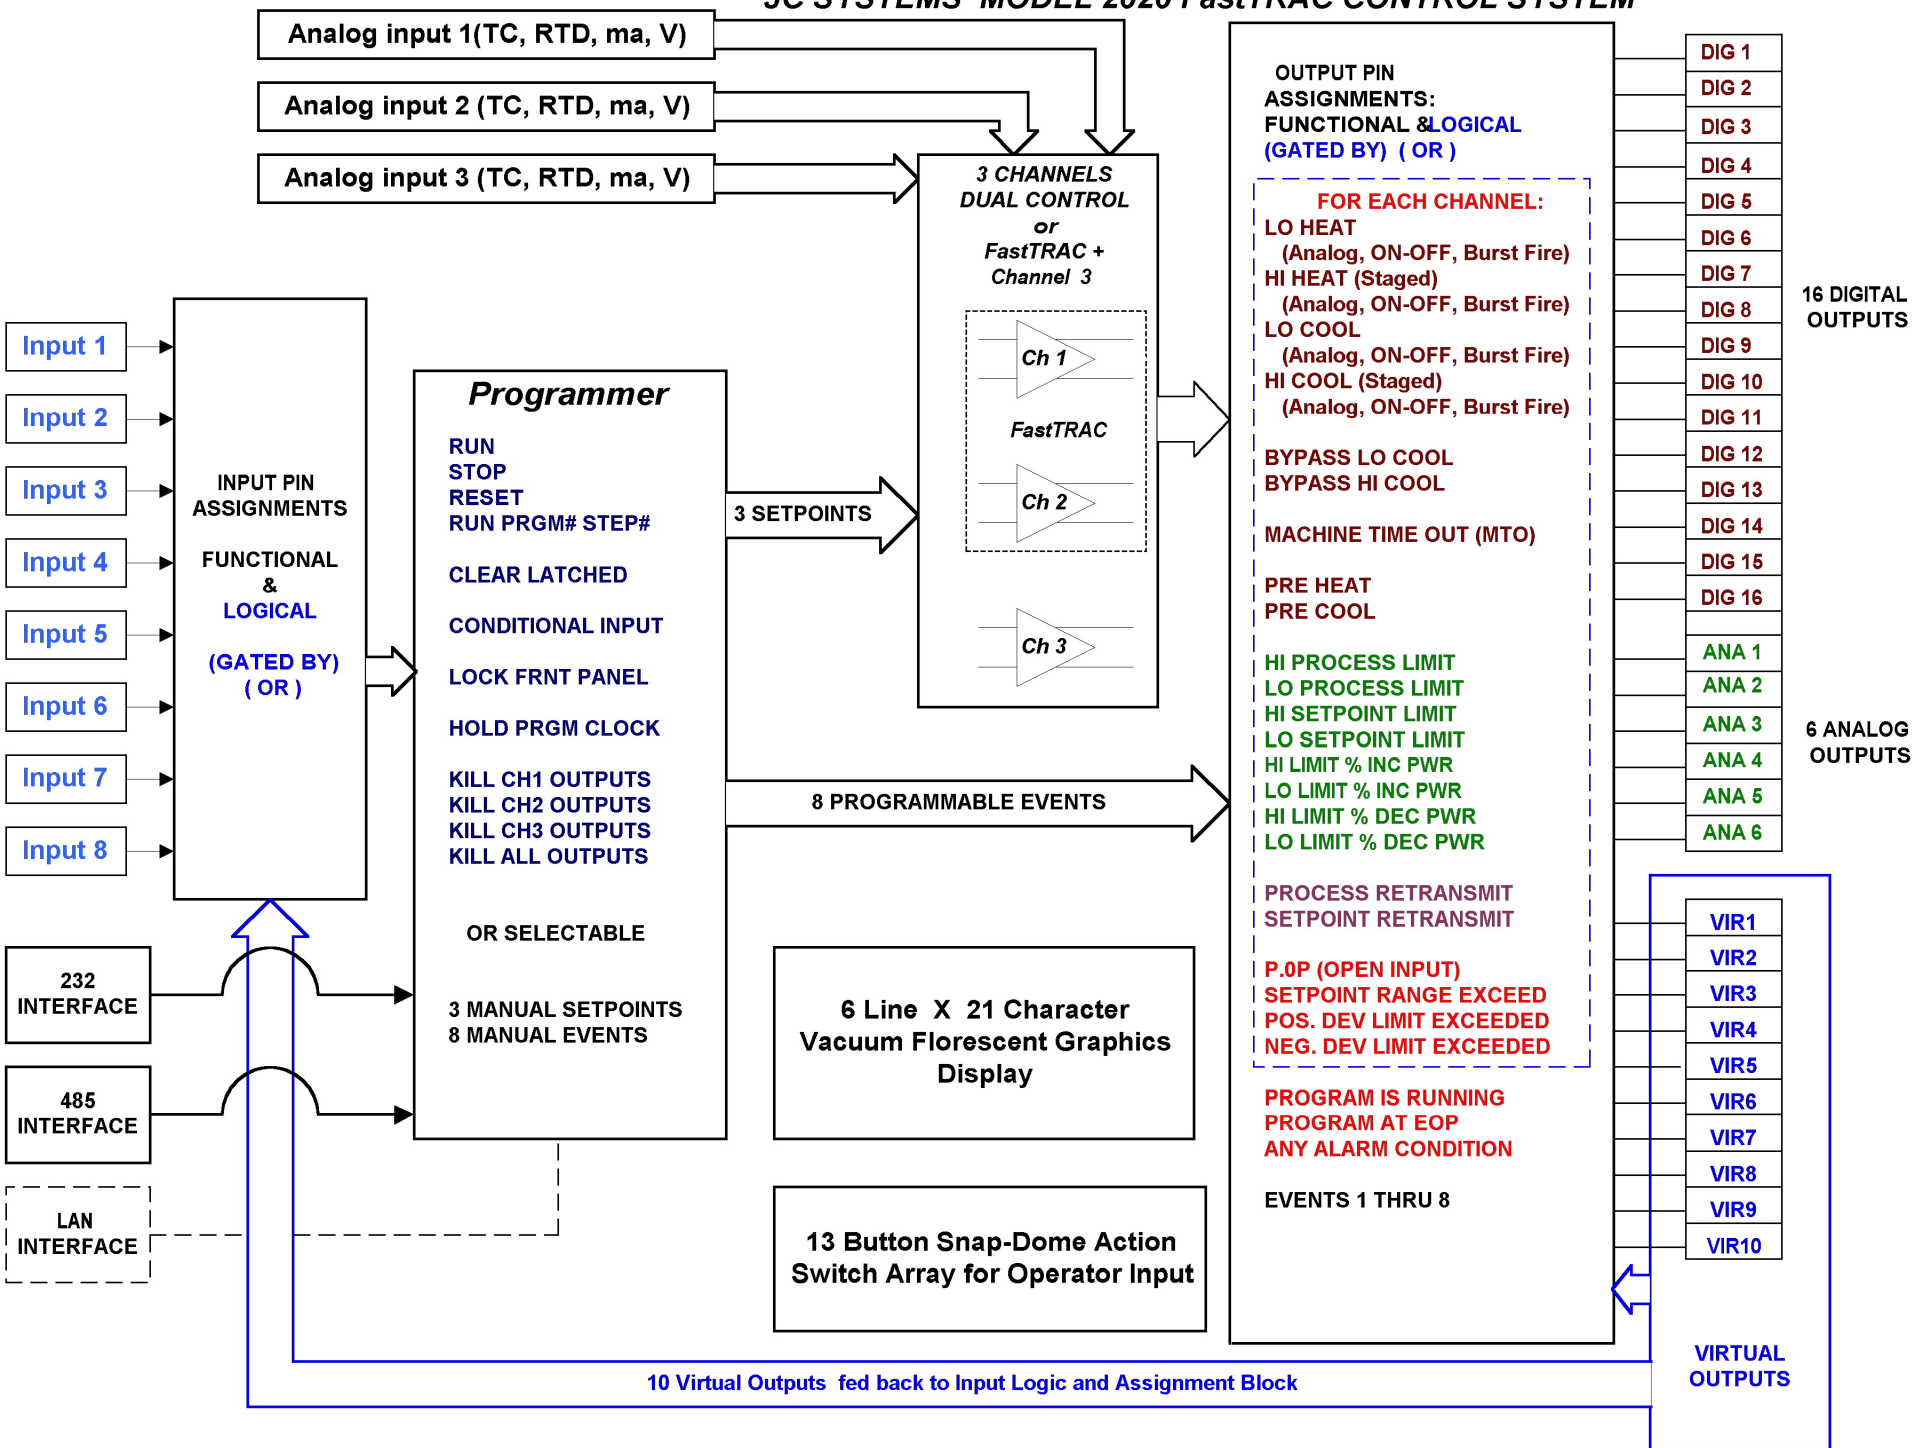 JC SYSTEMS MODEL 2020 FastTRAC CONTROL SYSTEM
Analog input 1(TC, RTD, ma, V)
Analog input 2 (TC, RTD, ma, V)
Analog input 3 (TC, RTD, ma, V)
Input 1
Input 2
Input 3
Input 4
Input 5
Input 6
Input 7
Input 8
INPUT PIN
ASSIGNMENTS
FUNCTIONAL
&
LOGICAL
(GATED BY)
( OR )
232
INTERFACE
485
INTERFACE
LAN
INTERFACE
Programmer
RUN
STOP
RESET
RUN PRGM# STEP#
CLEAR LATCHED
CONDITIONAL INPUT
LOCK FRNT PANEL
HOLD PRGM CLOCK
KILL CH1 OUTPUTS
KILL CH2 OUTPUTS
KILL CH3 OUTPUTS
KILL ALL OUTPUTS
OR SELECTABLE
3 MANUAL SETPOINTS
8 MANUAL EVENTS
3 SETPOINTS
8 PROGRAMMABLE EVENTS
3 CHANNELS
DUAL CONTROL
or
FastTRAC +
Channel 3
Ch 1
FastTRAC
Ch 2
Ch 3
6 Line X 21 Character
Vacuum Florescent Graphics
Display
13 Button Snap-Dome Action
Switch Array for Operator Input
OUTPUT PIN
ASSIGNMENTS:
FUNCTIONAL &LOGICAL
(GATED BY) ( OR )
FOR EACH CHANNEL:
LO HEAT
(Analog, ON-OFF, Burst Fire)
HI HEAT (Staged)
(Analog, ON-OFF, Burst Fire)
LO COOL
(Analog, ON-OFF, Burst Fire)
HI COOL (Staged)
(Analog, ON-OFF, Burst Fire)
BYPASS LO COOL
BYPASS HI COOL
MACHINE TIME OUT (MTO)
PRE HEAT
PRE COOL
HI PROCESS LIMIT
LO PROCESS LIMIT
HI SETPOINT LIMIT
LO SETPOINT LIMIT
HI LIMIT % INC PWR
LO LIMIT % INC PWR
HI LIMIT % DEC PWR
LO LIMIT % DEC PWR
PROCESS RETRANSMIT
SETPOINT RETRANSMIT
P.0P (OPEN INPUT)
SETPOINT RANGE EXCEED
POS. DEV LIMIT EXCEEDED
NEG. DEV LIMIT EXCEEDED
PROGRAM IS RUNNING
PROGRAM AT EOP
ANY ALARM CONDITION
EVENTS 1 THRU 8
DIG 1
DIG 2
DIG 3
DIG 4
DIG 5
DIG 6
DIG 7
DIG 8
DIG 9
DIG 10
DIG 11
DIG 12
DIG 13
DIG 14
DIG 15
DIG 16
16 DIGITAL
OUTPUTS
ANA 1
ANA 2
ANA 3
ANA 4
ANA 5
ANA 6
6 ANALOG
OUTPUTS
VIR1
VIR2
VIR3
VIR4
VIR5
VIR6
VIR7
VIR8
VIR9
VIR10
VIRTUAL
OUTPUTS
10 Virtual Outputs fed back to Input Logic and Assignment Block